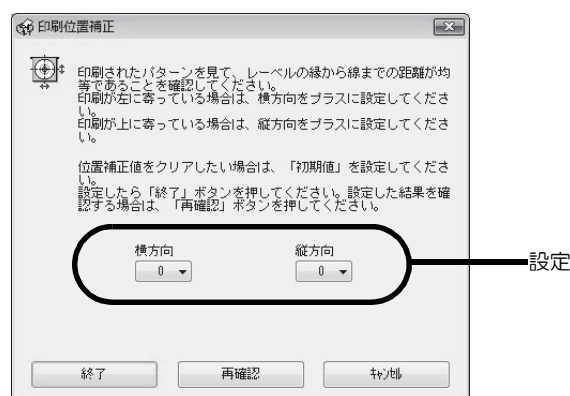 印刷位置補正
印刷されたパターンを見て、レーベルの縁から線までの距離が均
等であることを確認してください。
印刷が左に寄っている場合は、横方向をプラスに設定してくださ
い。
印刷が上に寄っている場合は、縦方向をプラスに設定してくださ
い。
位置補正値をクリアしたい場合は、「初期値」を設定してくださ
い。
設定したら「終了」ボタンを押してください。設定した結果を確
認する場合は、「再確認」ボタンを押してください。
横方向 縦方向
0 0
設定
終了 再確認 ｷｬﾝｾﾙ